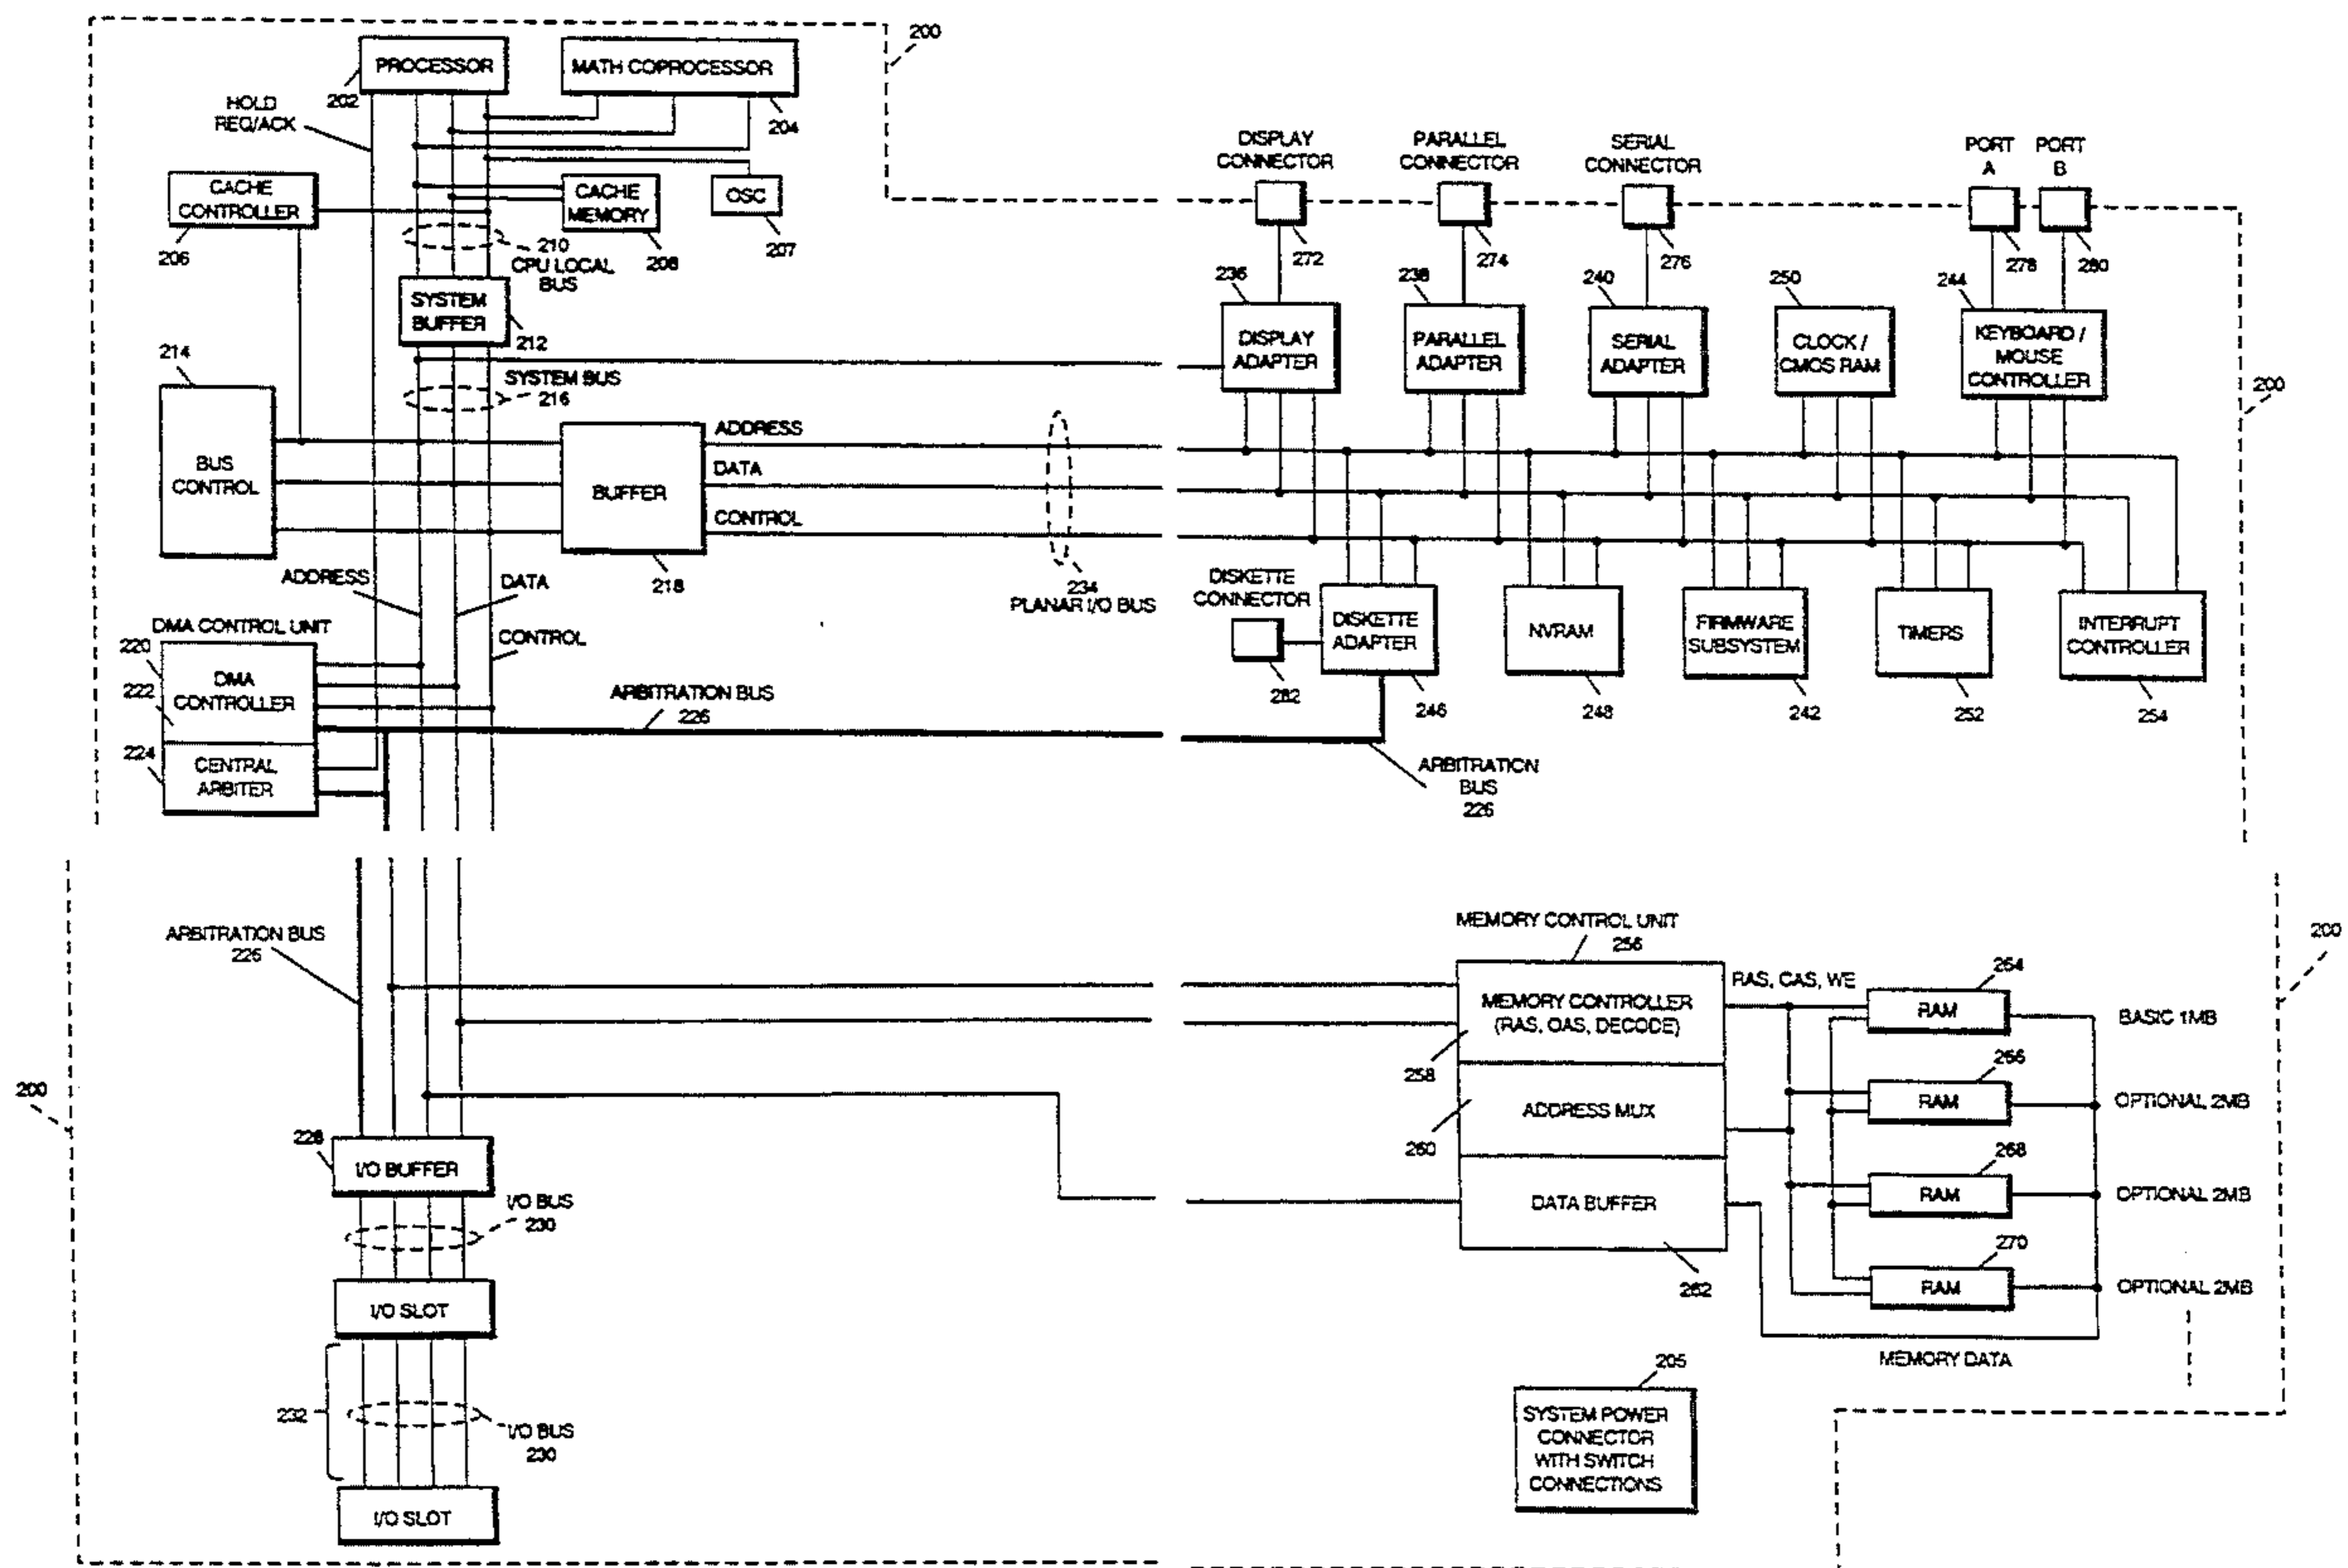 200
PROCESSOR
202
MATH COPROCESSOR
204
HOLD
REQ/ACK
CACHE
CONTROLLER
206
CACHE
MEMORY
208
OSC
207
210
CPU LOCAL
BUS
SYSTEM
BUFFER
212
SYSTEM BUS
216
214
BUS
CONTROL
BUFFER
218
ADDRESS
DATA
CONTROL
234
PLANAR I/O BUS
ADDRESS
DATA
CONTROL
DMA CONTROL UNIT
220
222
DMA
CONTROLLER
224
CENTRAL
ARBITER
ARBITRATION BUS
226
DISPLAY
CONNECTOR
272
PARALLEL
CONNECTOR
274
SERIAL
CONNECTOR
276
PORT
A
278
PORT
B
280
236
DISPLAY
ADAPTER
238
PARALLEL
ADAPTER
240
SERIAL
ADAPTER
250
CLOCK /
CMOS RAM
244
KEYBOARD /
MOUSE
CONTROLLER
200
DISKETTE
CONNECTOR
282
DISKETTE
ADAPTER
246
NVRAM
248
FIRMWARE
SUBSYSTEM
242
TIMERS
252
INTERRUPT
CONTROLLER
254
ARBITRATION
BUS
226
ARBITRATION BUS
226
200
228
I/O BUFFER
I/O BUS
230
I/O SLOT
232
I/O BUS
230
I/O SLOT
MEMORY CONTROL UNIT
256
MEMORY CONTROLLER
(RAS, CAS, DECODE)
258
ADDRESS MUX
260
DATA BUFFER
262
RAS, CAS, WE
264
RAM
BASIC 1MB
266
RAM
OPTIONAL 2MB
268
RAM
OPTIONAL 2MB
270
RAM
OPTIONAL 2MB
MEMORY DATA
200
205
SYSTEM POWER
CONNECTOR
WITH SWITCH
CONNECTIONS